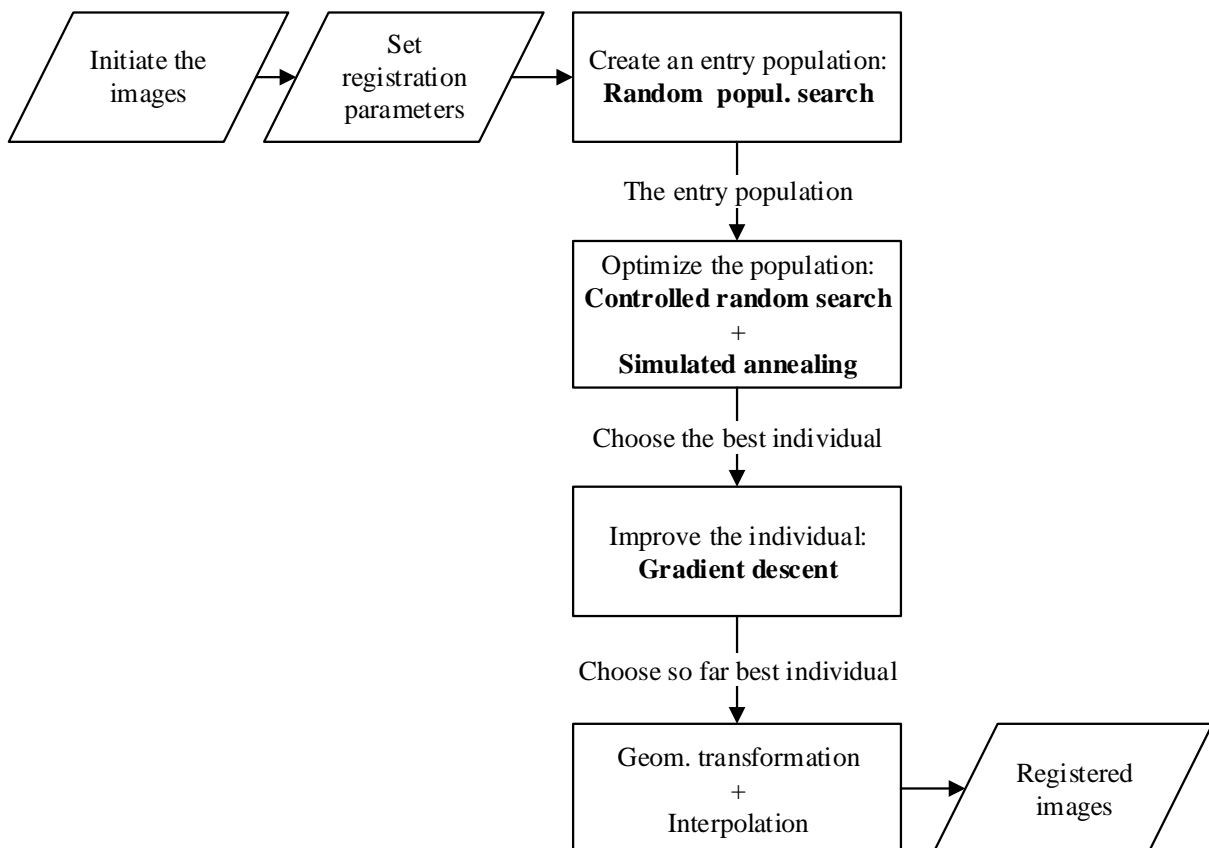 Initiate the
images
Set
registration
parameters
Create an entry population:
Random popul. search
The entry population
Optimize the population:
Controlled random search
+
Simulated annealing
Choose the best individual
Improve the individual:
Gradient descent
Choose so far best individual
Geom. transformation
+
Interpolation
Registered
images